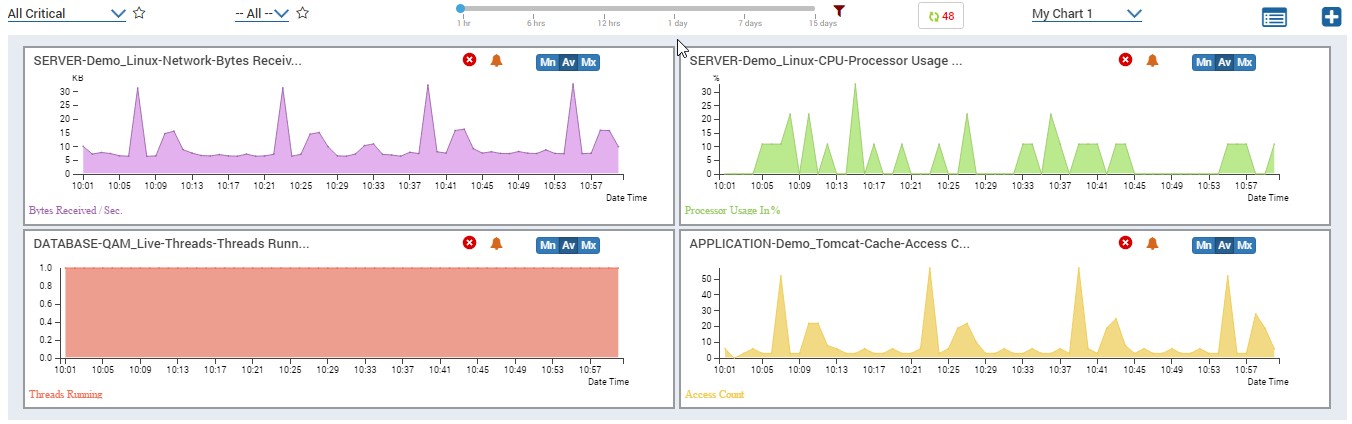 All Critical
-- All --
1 hr 6 hrs 12 hrs 1 day 7 days 15 days
48
My Chart 1
SERVER-Demo_Linux-Network-Bytes Receiv...
Mn Av Mx
KB
30
25
20
15
10
5
0
10:01 10:05 10:09 10:13 10:17 10:21 10:25 10:29 10:33 10:37 10:41 10:45 10:49 10:53 10:57
Date Time
Bytes Received / Sec.
SERVER-Demo_Linux-CPU-Processor Usage ...
Mn Av Mx
%
30
25
20
15
10
5
0
10:01 10:05 10:09 10:13 10:17 10:21 10:25 10:29 10:33 10:37 10:41 10:45 10:49 10:53 10:57
Date Time
Processor Usage In %
DATABASE-QAM_Live-Threads-Threads Runn...
Mn Av Mx
1.0
0.8
0.6
0.4
0.2
0.0
10:01 10:05 10:09 10:13 10:17 10:21 10:25 10:29 10:33 10:37 10:41 10:45 10:49 10:53 10:57
Date Time
Threads Running
APPLICATION-Demo_Tomcat-Cache-Access C...
Mn Av Mx
50
40
30
20
10
0
10:01 10:05 10:09 10:13 10:17 10:21 10:25 10:29 10:33 10:37 10:41 10:45 10:49 10:53 10:57
Date Time
Access Count